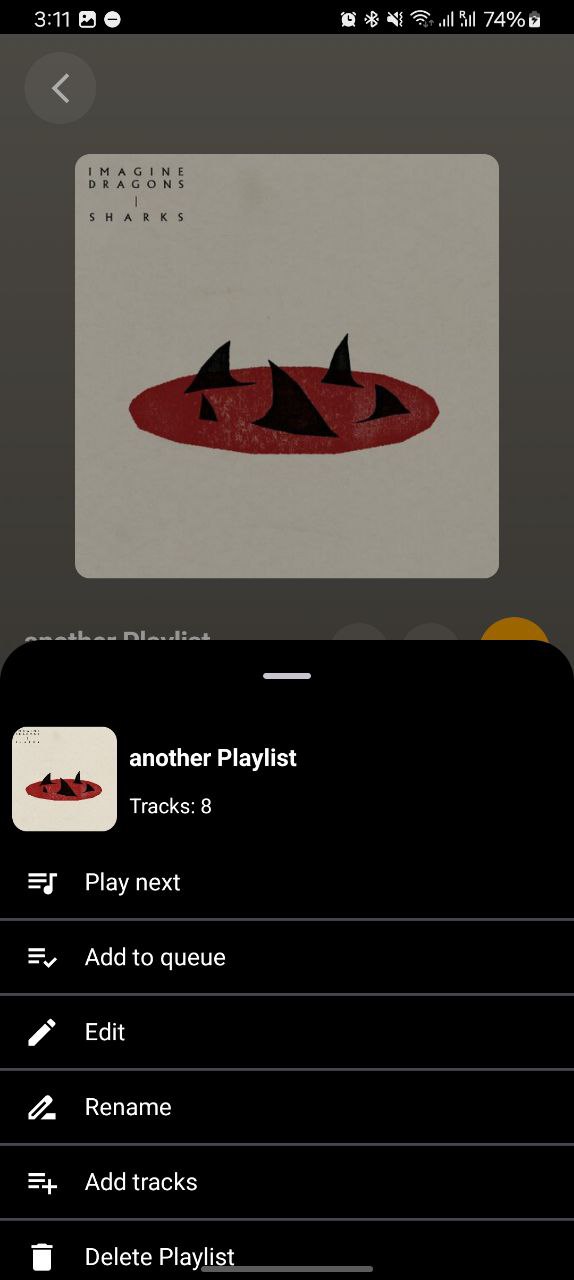 3:11
R
74%
IMAGINE
DRAGONS
|
SHARKS
another Playlist
another Playlist
Tracks: 8
Play next
Add to queue
Edit
Rename
Add tracks
Delete Playlist